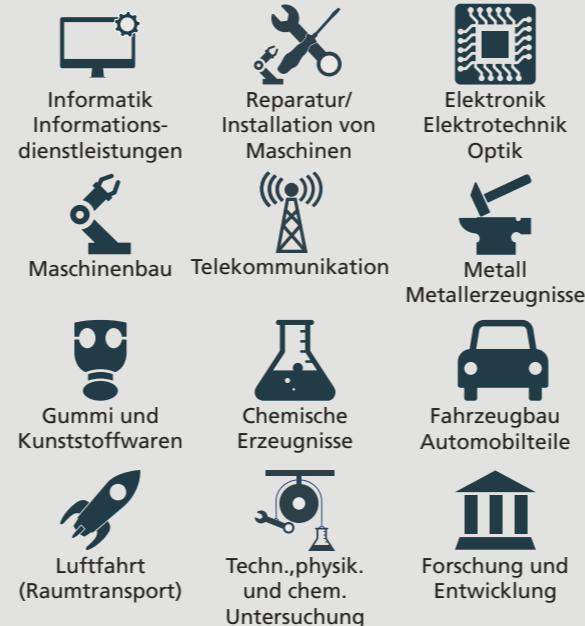 Informatik
Informations-
dienstleistungen
Reparatur/
Installation von
Maschinen
Elektronik
Elektrotechnik
Optik
Maschinenbau
Telekommunikation
Metall
Metallerzeugnisse
Gummi und
Kunststoffwaren
Chemische
Erzeugnisse
Fahrzeugbau
Automobilteile
Luftfahrt
(Raumtransport)
Techn.,physik.
und chem.
Untersuchung
Forschung und
Entwicklung